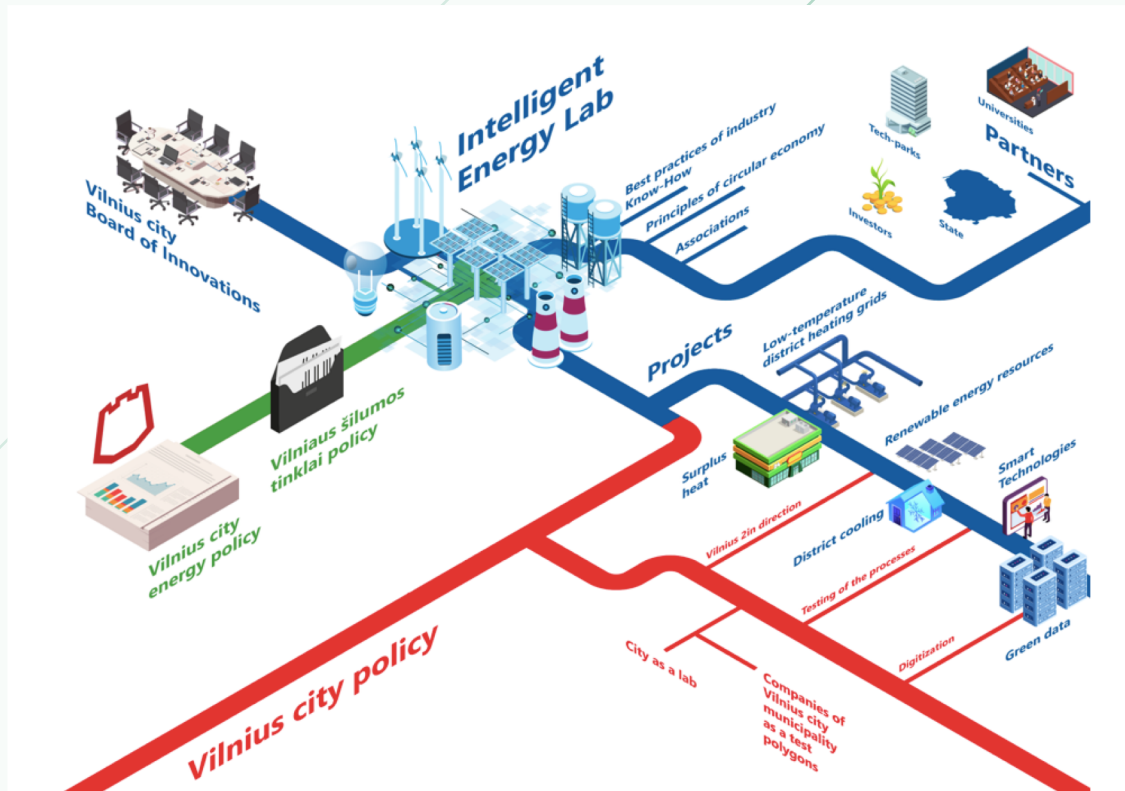 Intelligent
Energy Lab
Vilnius city
Board of Innovations
Best practices of industry
Know-How
Principles of circular economy
Associations
Tech-parks
Universities
Partners
Investors
State
Vilniaus šilumos
tinklai policy
Vilnius city
energy policy
Projects
Low-temperature
district heating grids
Renewable energy resources
Surplus
heat
Smart
Technologies
District cooling
Green data
Vilnius 2in direction
Testing of the processes
Digitization
City as a lab
Companies of
Vilnius city
municipality
as a test
polygons
Vilnius city policy